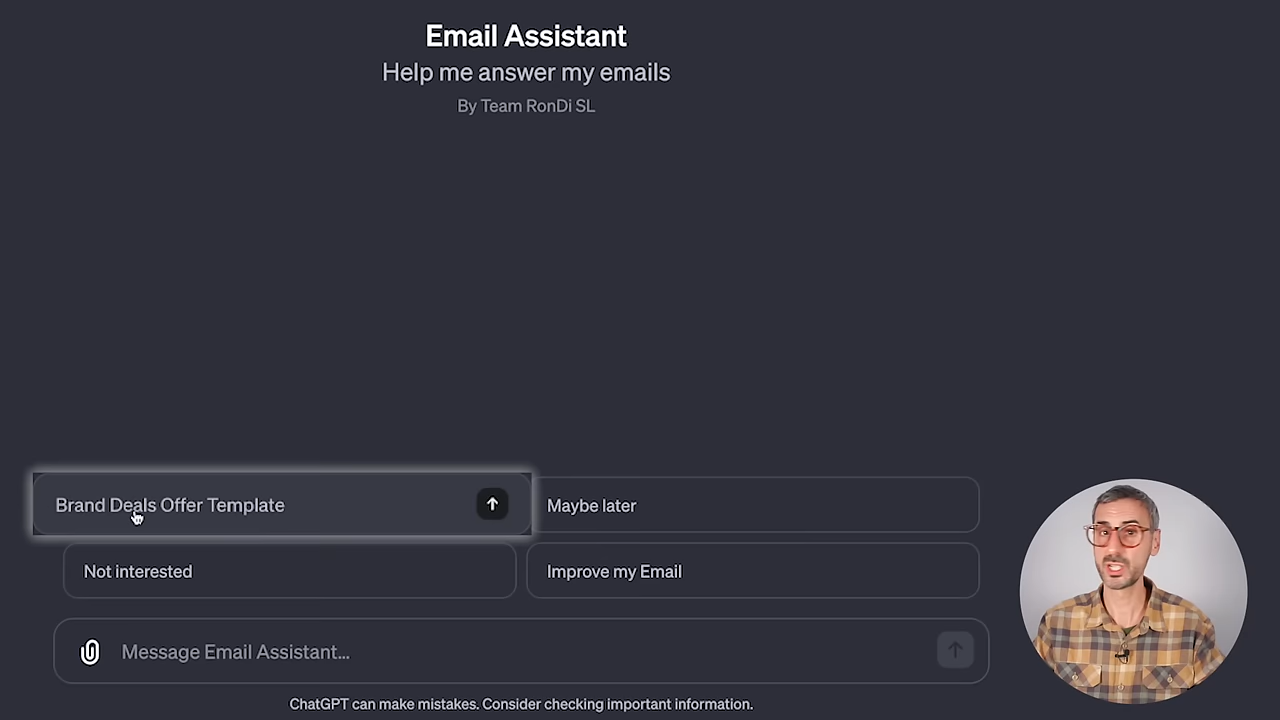 Email Assistant
Help me answer my emails
By Team RonDi SL
Brand Deals Offer Template
Maybe later
Not interested
Improve my Email
Message Email Assistant...
ChatGPT can make mistakes. Consider checking important information.